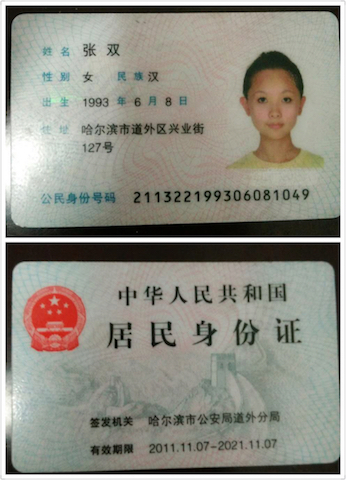 姓名 张双
性别 女 民族 汉
出生 1993 年 6 月 8 日
住址 哈尔滨市道外区兴业街
127号
公民身份号码 211322199306081049
中华人民共和国
居民身份证
签发机关 哈尔滨市公安局道外分局
有效期限 2011.11.07-2021.11.07